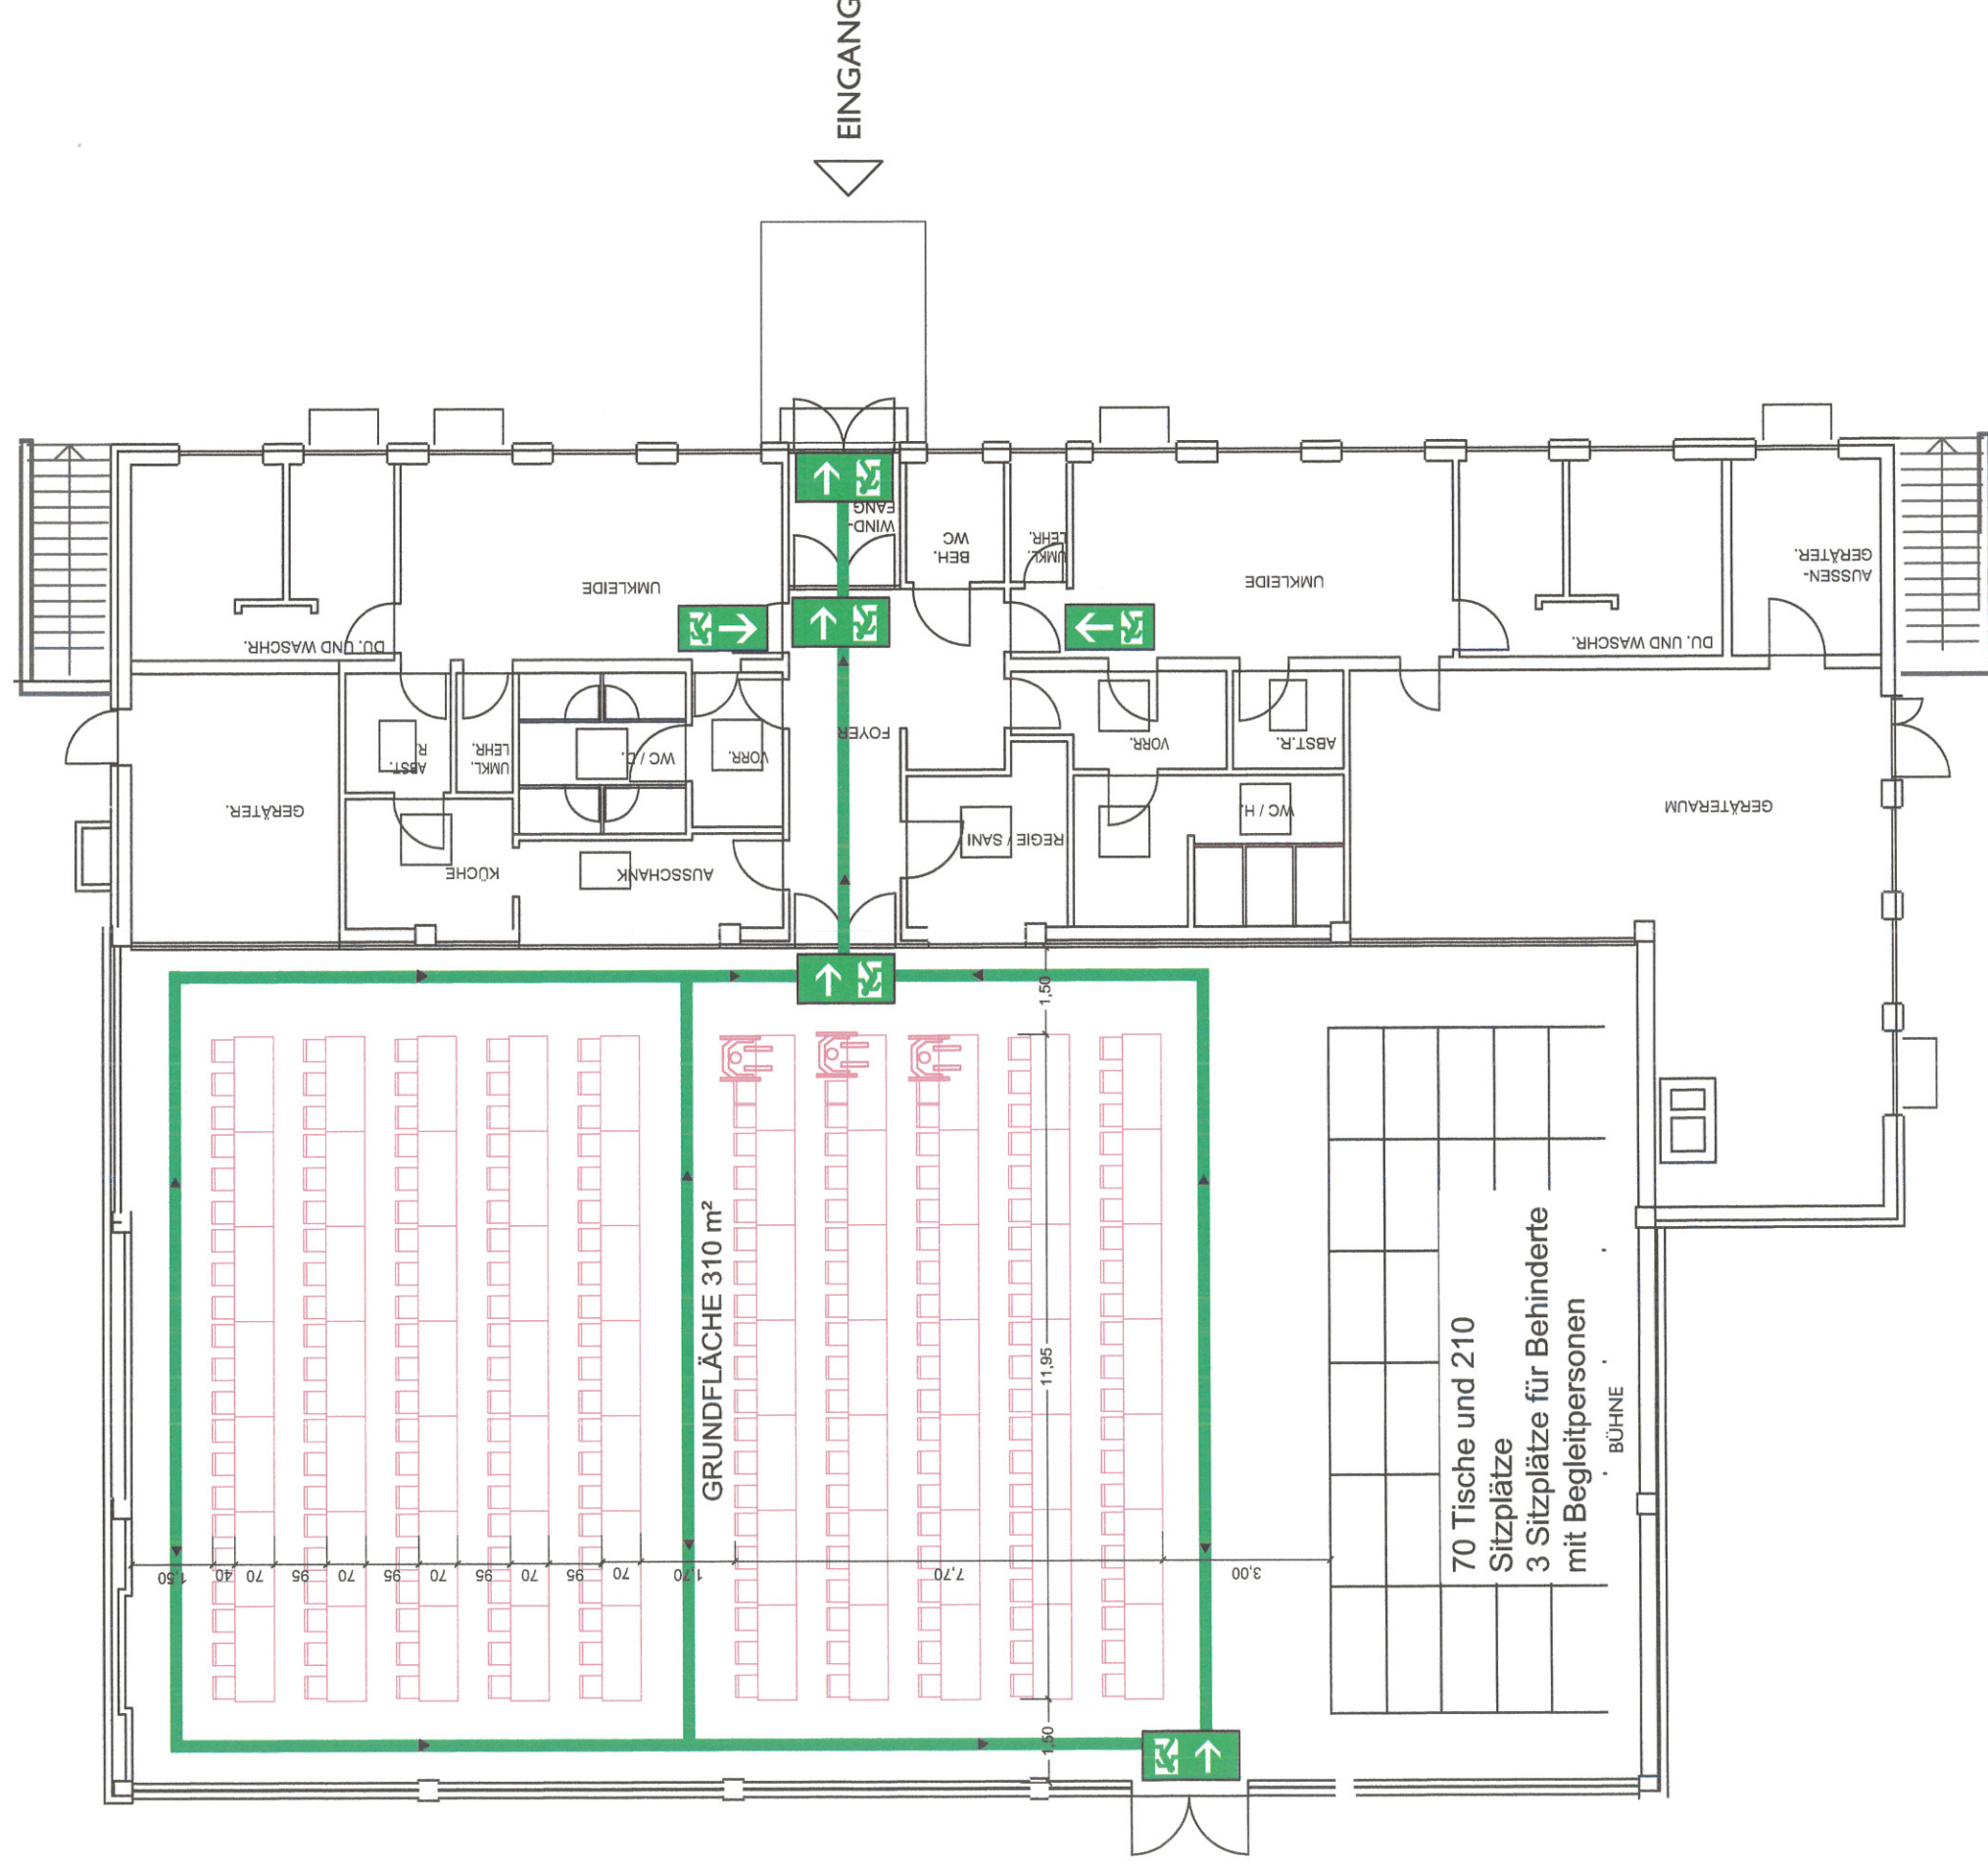 EINGANG
WIND-
FANG
BEH.
WC
UMKL.
LEHR.
UMKLEIDE
UMKLEIDE
AUSSEN-
GERÄTER.
DU. UND WASCHR.
DU. UND WASCHR.
ABST.
R.
UMKL.
LEHR.
WC / D.
VORR.
FOYER
VORR.
ABST.R.
GERÄTER.
KÜCHE
AUSSCHANK
REGIE / SANI
WC / H.
GERÄTERAUM
GRUNDFLÄCHE 310 m²
1,50
11,95
1,50
1,50
40
70
95
70
95
70
95
70
95
70
1,70
7,70
3,00
70 Tische und 210
Sitzplätze
3 Sitzplätze für Behinderte
mit Begleitpersonen
BÜHNE